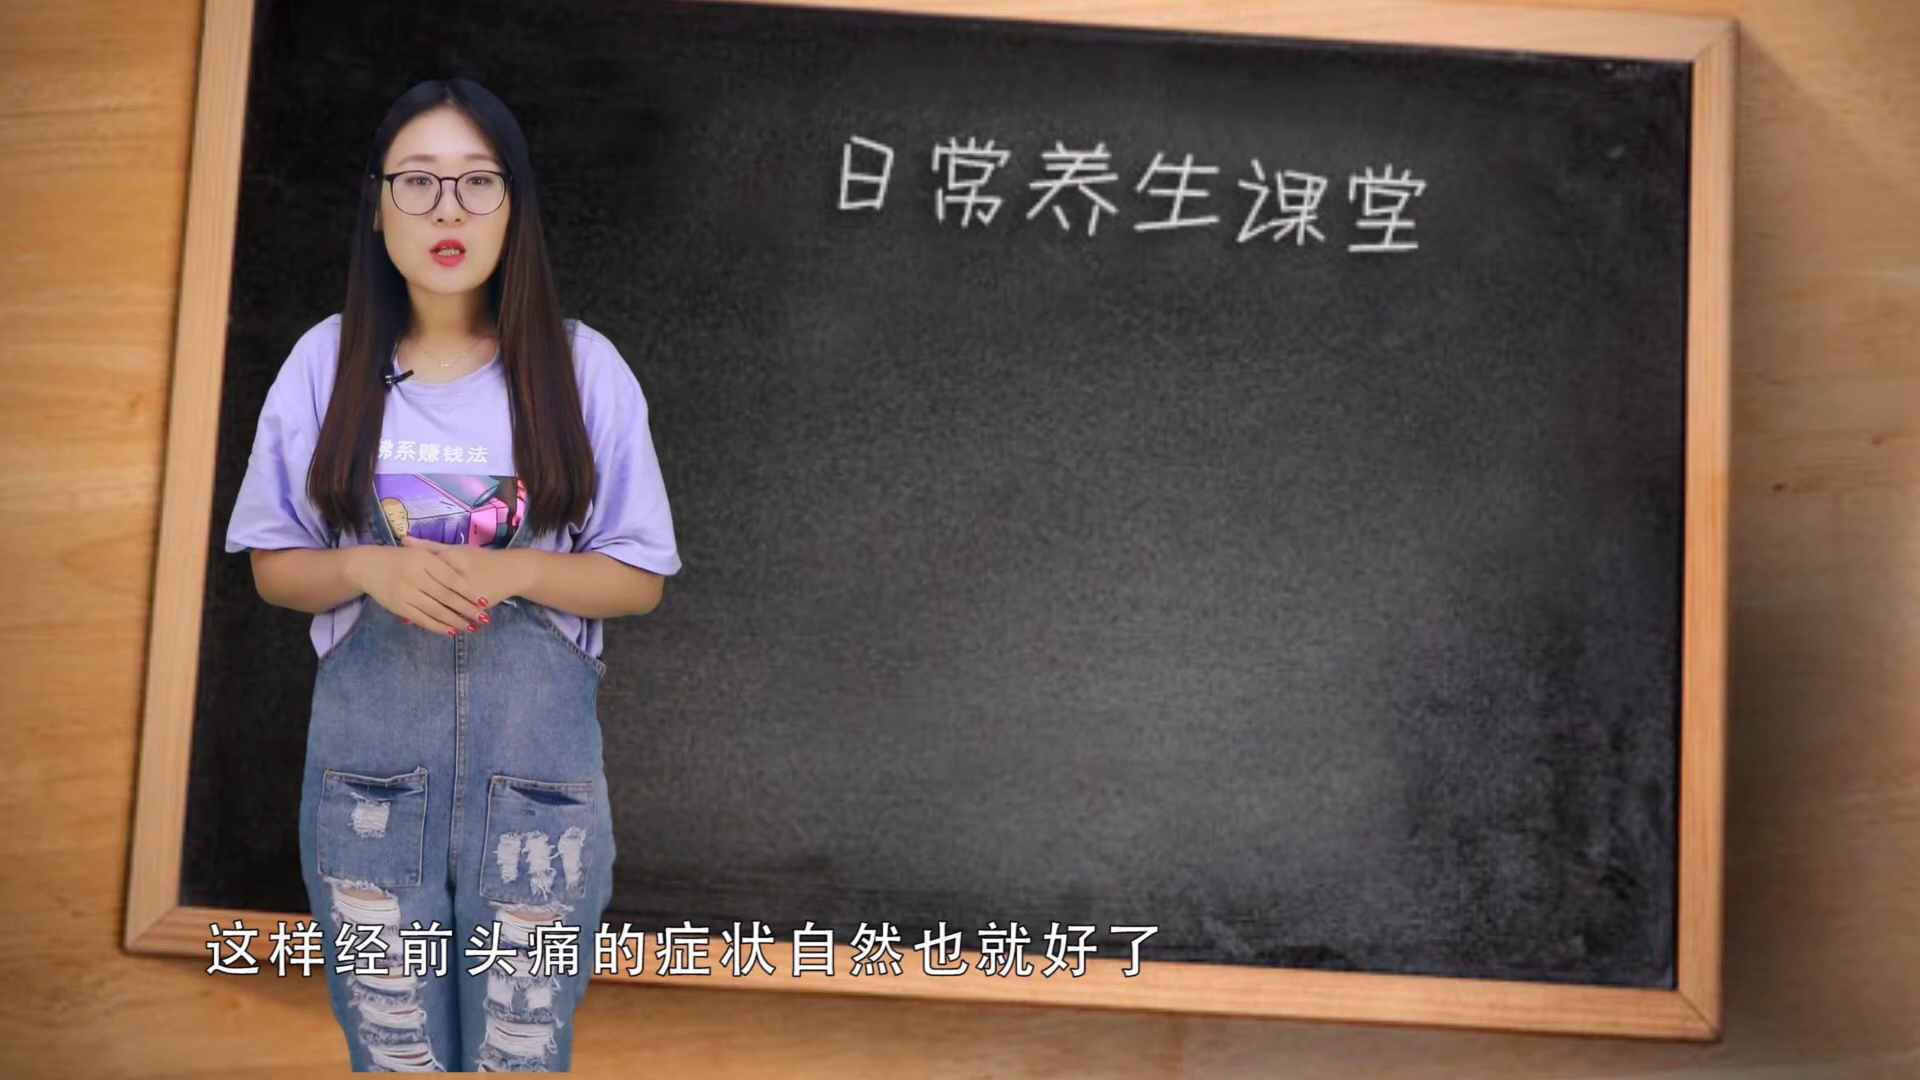 日常养生课堂
佛系赚钱法
这样经前头痛的症状自然也就好了